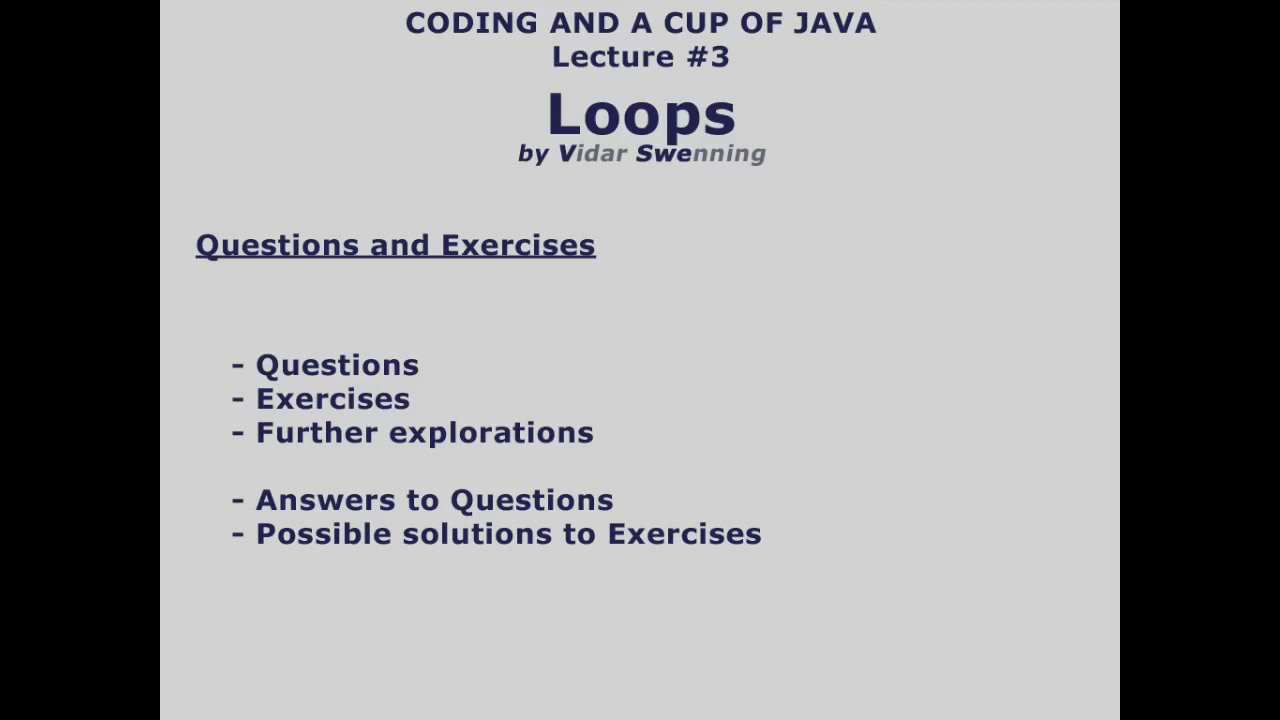 CODING AND A CUP OF JAVA
Lecture #3
Loops
by Vidar Swenning
Questions and Exercises
- Questions
- Exercises
- Further explorations
- Answers to Questions
- Possible solutions to Exercises